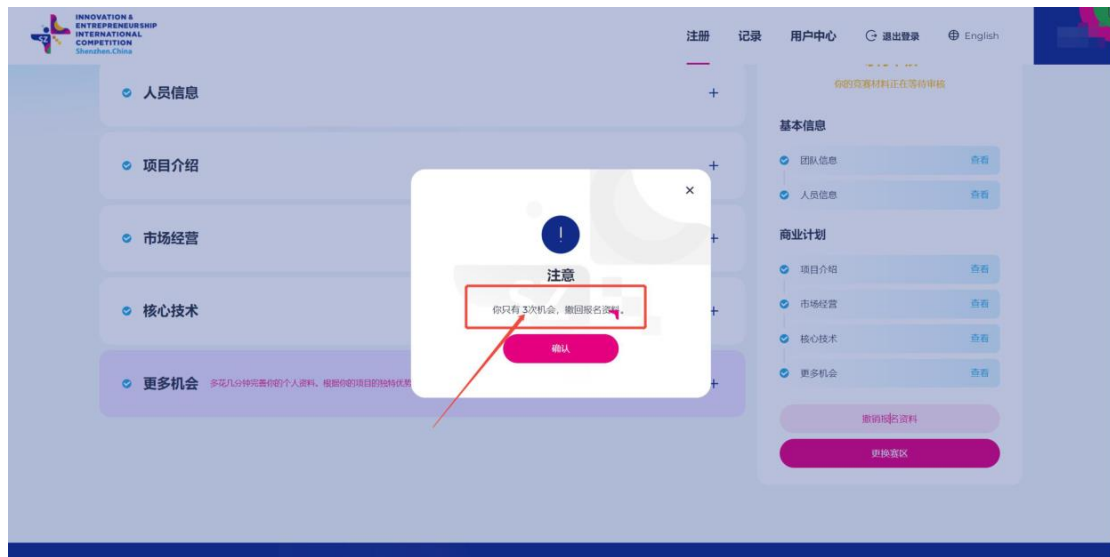 INNOVATION &
ENTREPRENEURSHIP
INTERNATIONAL
COMPETITION
Shenzhen.China
注册 记录 用户中心 退出登录 English
人员信息
项目介绍
市场经营
核心技术
更多机会 多花几分钟完善你的个人资料、根据你的项目的独特优势
你的竞赛材料正在等待审核
基本信息
团队信息 查看
人员信息 查看
商业计划
项目介绍 查看
市场经营 查看
核心技术 查看
更多机会 查看
撤销报名资料
更换赛区
注意
你只有 3次机会，撤回报名资料。
确认